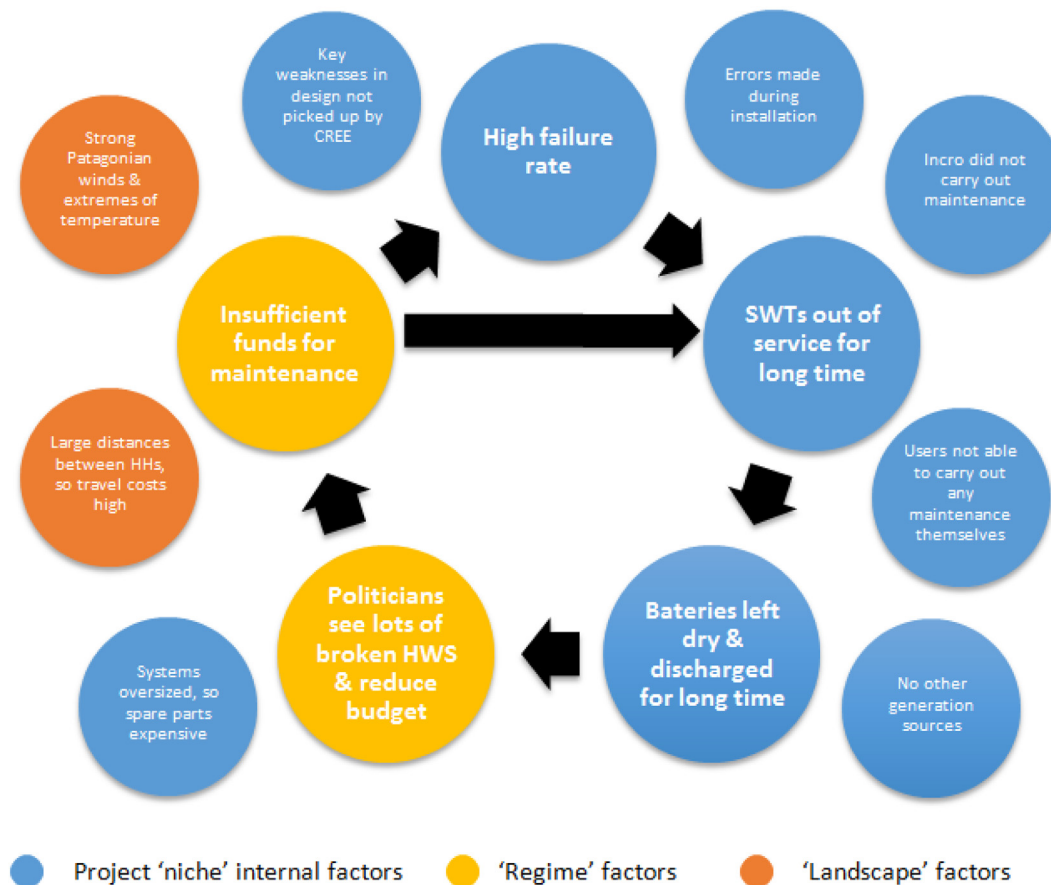 Key
weaknesses in
design not
picked up by
CREE
High failure
rate
Errors made
during
installation
Strong
Patagonian
winds &
extremes of
temperature
Incro did not
carry out
maintenance
Insufficient
funds for
maintenance
SWTs out of
service for
long time
Large distances
between HHs,
so travel costs
high
Users not able
to carry out
any
maintenance
themselves
Politicians
see lots of
broken HWS
& reduce
budget
Bateries left
dry &
discharged
for long time
Systems
oversized, so
spare parts
expensive
No other
generation
sources
Project ‘niche’ internal factors
‘Regime’ factors
‘Landscape’ factors